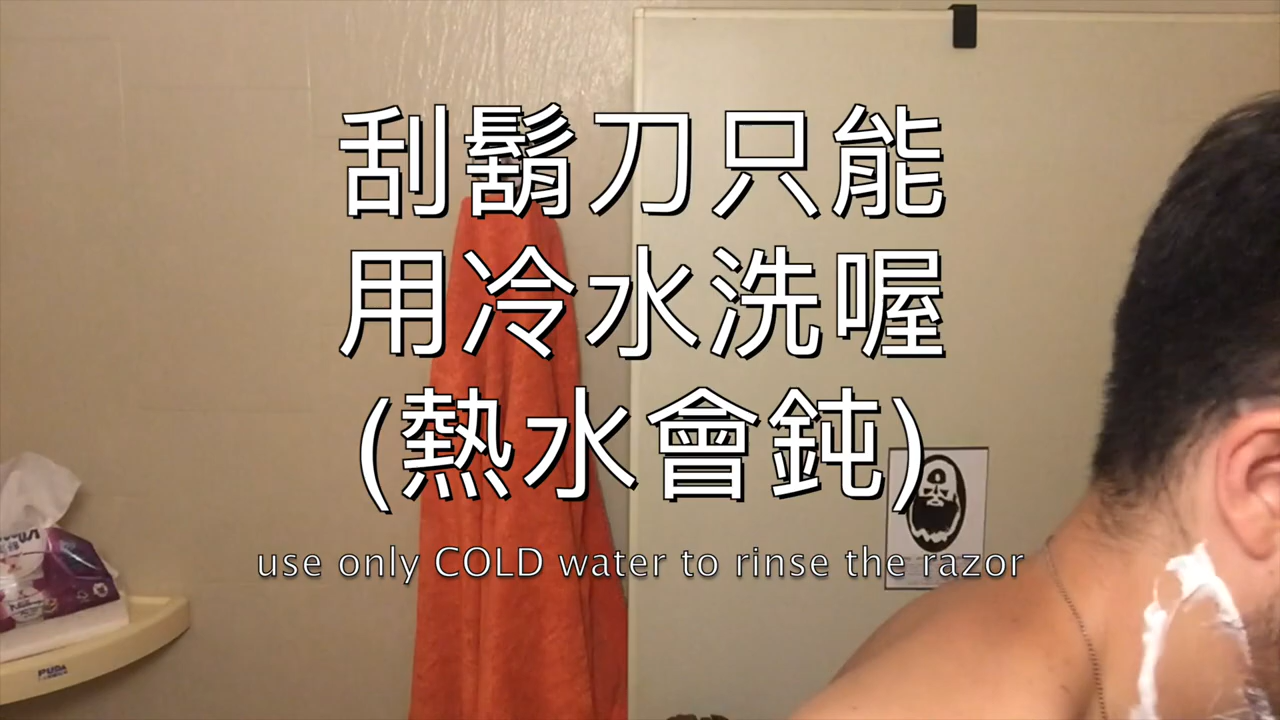 刮鬍刀只能
用冷水洗喔
(熱水會鈍)
use only COLD water to rinse the razor